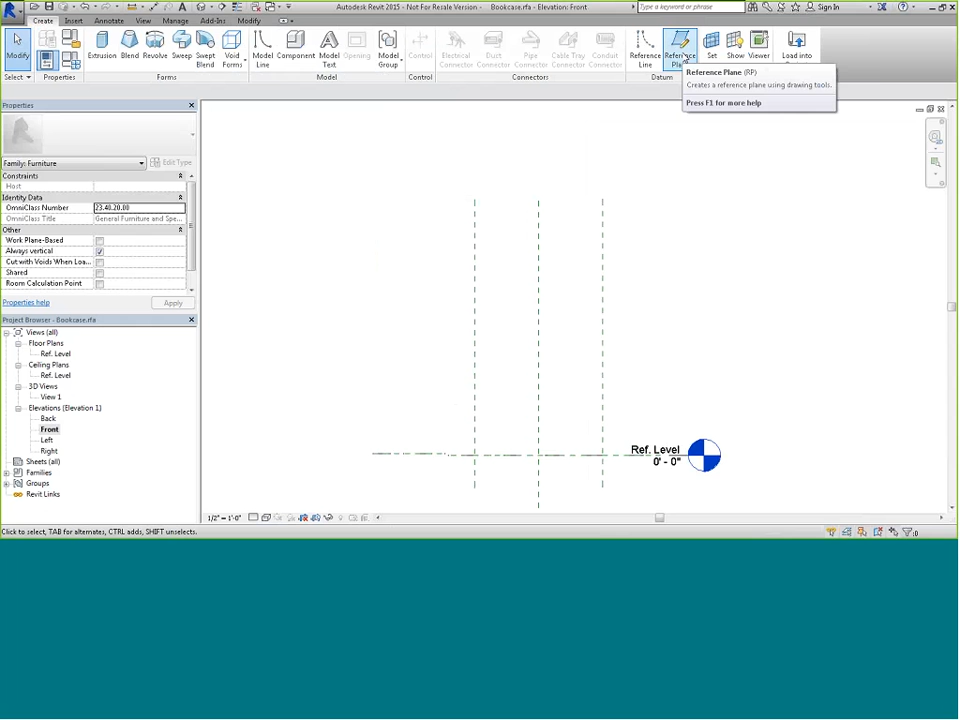 Autodesk Revit 2015 - Not For Resale Version - Bookcase.rfa - Elevation: Front
Type a keyword or phrase
Sign In
Create Insert Annotate View Manage Add-Ins Modify
Modify
Extrusion Blend Revolve Sweep Swept Blend Void Forms
Model Line Component Model Text Opening Model Group
Control
Electrical Connector Duct Connector Pipe Connector Cable Tray Connector Conduit Connector
Reference Line Reference Plane Set Show Viewer Load into
Select Properties Forms Model Control Connectors Datum
Reference Plane (RP)
Creates a reference plane using drawing tools.
Press F1 for more help
Properties
Family: Furniture
Edit Type
Constraints
Host
Identity Data
OmniClass Number 23.40.20.00
OmniClass Title General Furniture and Spe...
Other
Work Plane-Based
Always vertical
Cut with Voids When Loa...
Shared
Room Calculation Point
Properties help
Apply
Project Browser - Bookcase.rfa
Views (all)
Floor Plans
Ref. Level
Ceiling Plans
Ref. Level
3D Views
View 1
Elevations (Elevation 1)
Back
Front
Left
Right
Sheets (all)
Families
Groups
Revit Links
Ref. Level
0' - 0"
1/2" = 1'-0"
Click to select, TAB for alternates, CTRL adds, SHIFT unselects.
:0